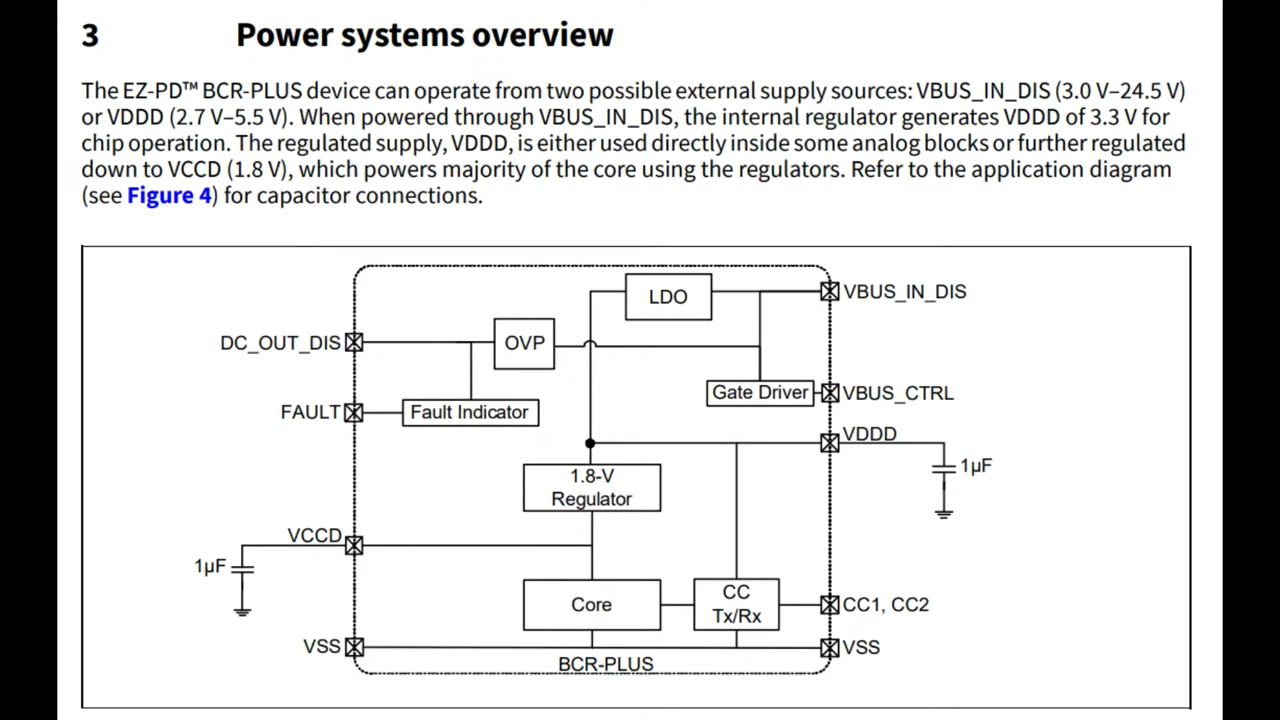 3 Power systems overview
The EZ-PD™ BCR-PLUS device can operate from two possible external supply sources: VBUS_IN_DIS (3.0 V–24.5 V)
or VDDD (2.7 V–5.5 V). When powered through VBUS_IN_DIS, the internal regulator generates VDDD of 3.3 V for
chip operation. The regulated supply, VDDD, is either used directly inside some analog blocks or further regulated
down to VCCD (1.8 V), which powers majority of the core using the regulators. Refer to the application diagram
(see Figure 4) for capacitor connections.
LDO
VBUS_IN_DIS
DC_OUT_DIS
OVP
Gate Driver
VBUS_CTRL
FAULT
Fault Indicator
VDDD
1µF
1.8-V
Regulator
VCCD
1µF
Core
CC
Tx/Rx
CC1, CC2
VSS
VSS
BCR-PLUS